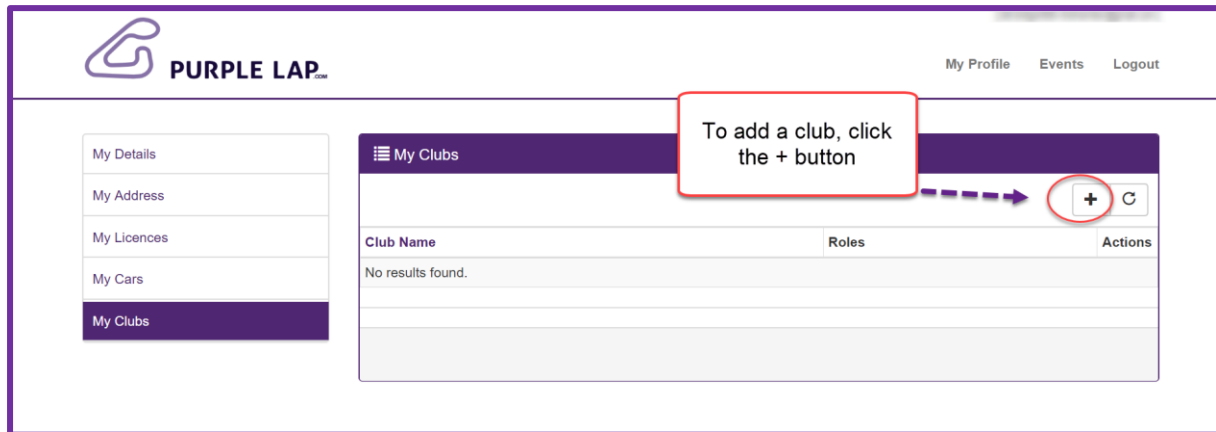 PURPLE LAP.COM
My Profile Events Logout
To add a club, click
the + button
My Details
My Address
My Licences
My Cars
My Clubs
My Clubs
+
Club Name Roles Actions
No results found.